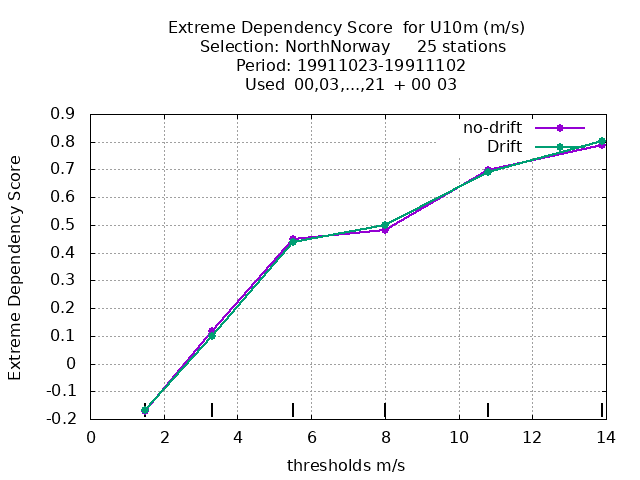 Extreme Dependency Score  for U10m (m/s)
Selection: NorthNorway     25 stations
Period: 19911023-19911102
Used  00,03,...,21  + 00 03
no-drift
Drift
Extreme Dependency Score
0.9
0.8
0.7
0.6
0.5
0.4
0.3
0.2
0.1
0
-0.1
-0.2
0 2 4 6 8 10 12 14
thresholds m/s